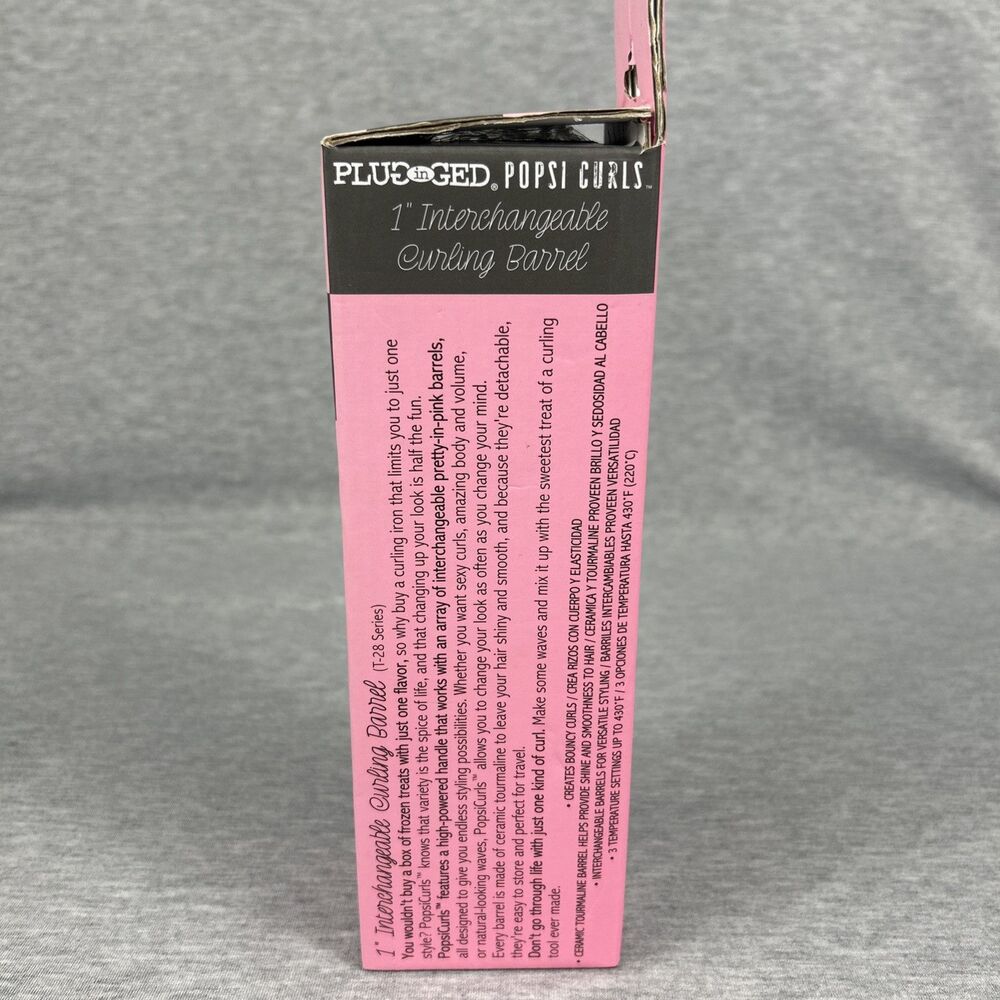 PLUGinGED® POPSI CURLS™
1" Interchangeable
Curling Barrel
1" Interchangeable Curling Barrel (T-28 Series)
You wouldn't buy a box of frozen treats with just one flavor, so why buy a curling iron that limits you to just one
style? PopsiCurls™ knows that variety is the spice of life, and that changing up your look is half the fun.
PopsiCurls™ features a high-powered handle that works with an array of interchangeable pretty-in-pink barrels,
all designed to give you endless styling possibilities. Whether you want sexy curls, amazing body and volume,
or natural-looking waves, PopsiCurls™ allows you to change your look as often as you change your mind.
Every barrel is made of ceramic tourmaline to leave your hair shiny and smooth, and because they're detachable,
they're easy to store and perfect for travel.
Don't go through life with just one kind of curl. Make some waves and mix it up with the sweetest treat of a curling
tool ever made.
• CREATES BOUNCY CURLS / CREA RIZOS CON CUERPO Y ELASTICIDAD
• CERAMIC TOURMALINE BARREL HELPS PROVIDE SHINE AND SMOOTHNESS TO HAIR / CERAMICA Y TOURMALINE PROVEEN BRILLO Y SEDOSIDAD AL CABELLO
• INTERCHANGEABLE BARRELS FOR VERSATILE STYLING / BARRILES INTERCAMBIABLES PROVEEN VERSATILIDAD
• 3 TEMPERATURE SETTINGS UP TO 430°F / 3 OPCIONES DE TEMPERATURA HASTA 430°F (220°C)